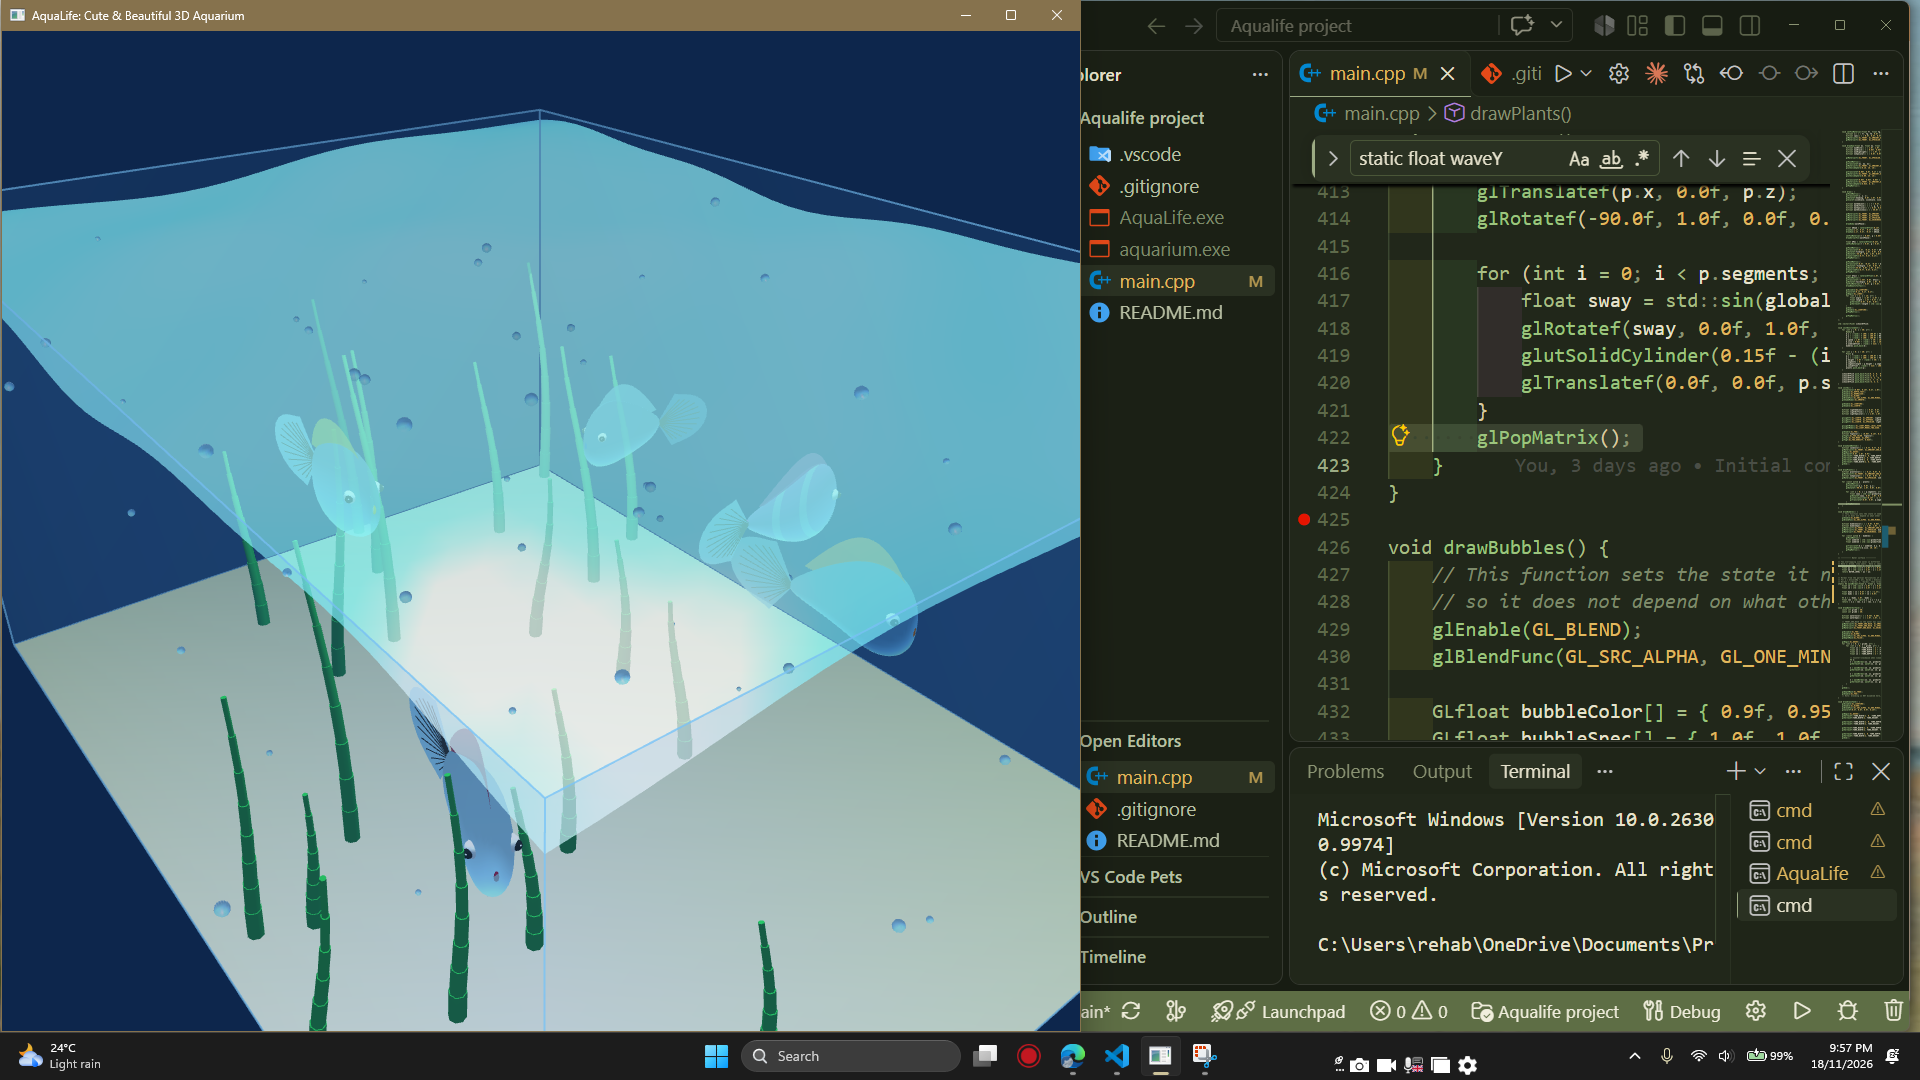 AquaLife: Cute & Beautiful 3D Aquarium
Aqualife project
plorer
Aqualife project
.vscode
.gitignore
AquaLife.exe
aquarium.exe
main.cpp M
README.md
Open Editors
main.cpp M
.gitignore
README.md
VS Code Pets
Outline
Timeline
main.cpp M
.giti
main.cpp > drawPlants()
static float waveY
Aa ab .*
413 glTranslatef(p.x, 0.0f, p.z);
414 glRotatef(-90.0f, 1.0f, 0.0f, 0.
415
416 for (int i = 0; i < p.segments;
417 float sway = std::sin(global
418 glRotatef(sway, 0.0f, 1.0f,
419 glutSolidCylinder(0.15f - (i
420 glTranslatef(0.0f, 0.0f, p.s
421 }
422 glPopMatrix();
423 } You, 3 days ago • Initial con
424 }
425
426 void drawBubbles() {
427 // This function sets the state it n
428 // so it does not depend on what oth
429 glEnable(GL_BLEND);
430 glBlendFunc(GL_SRC_ALPHA, GL_ONE_MIN
431
432 GLfloat bubbleColor[] = { 0.9f, 0.95
433 GLfloat bubbleSpec[] = { 1.0f, 1.0f
Problems Output Terminal
Microsoft Windows [Version 10.0.2630
0.9974]
(c) Microsoft Corporation. All right
s reserved.
C:\Users\rehab\OneDrive\Documents\Pr
cmd
cmd
AquaLife
cmd
ain* Launchpad 0 0 Aqualife project Debug
24°C
Light rain
Search
99%
9:57 PM
18/11/2026